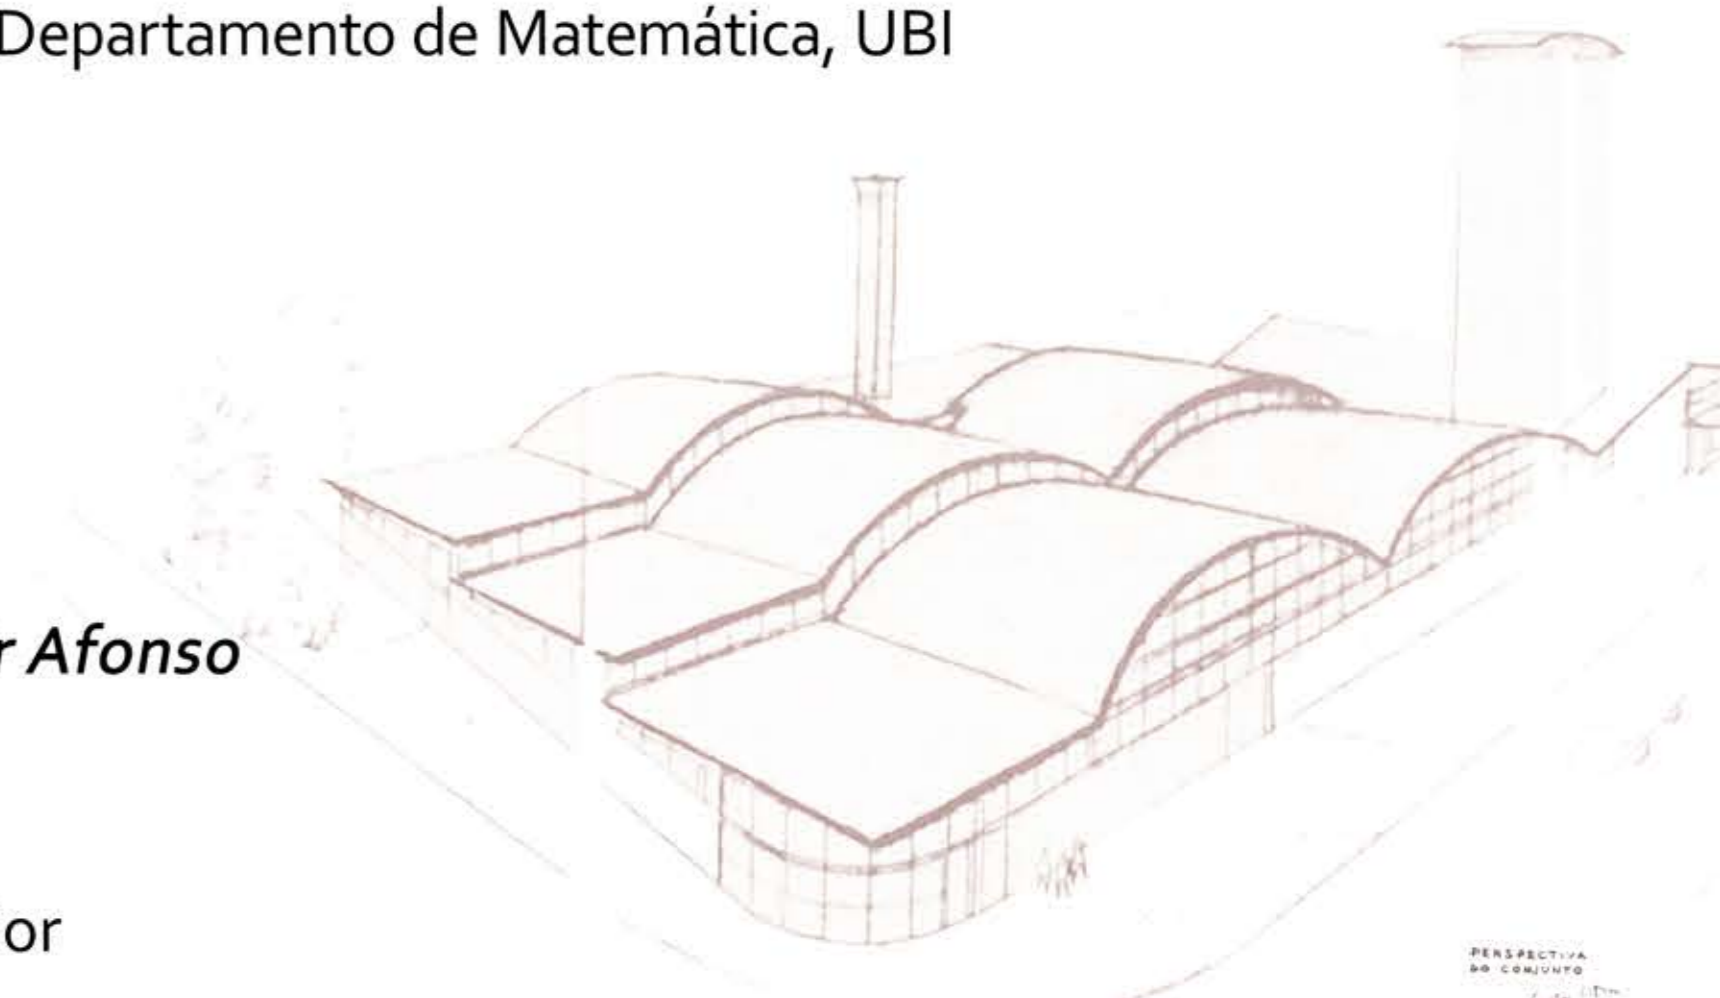 Departamento de Matemática, UBI
r Afonso
or
PERSPECTIVA
DO CONJUNTO